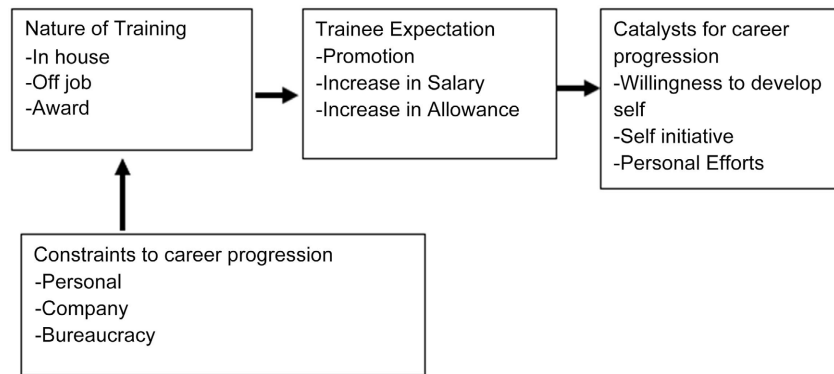 Nature of Training
-In house
-Off job
-Award
Trainee Expectation
-Promotion
-Increase in Salary
-Increase in Allowance
Catalysts for career
progression
-Willingness to develop
self
-Self initiative
-Personal Efforts
Constraints to career progression
-Personal
-Company
-Bureaucracy